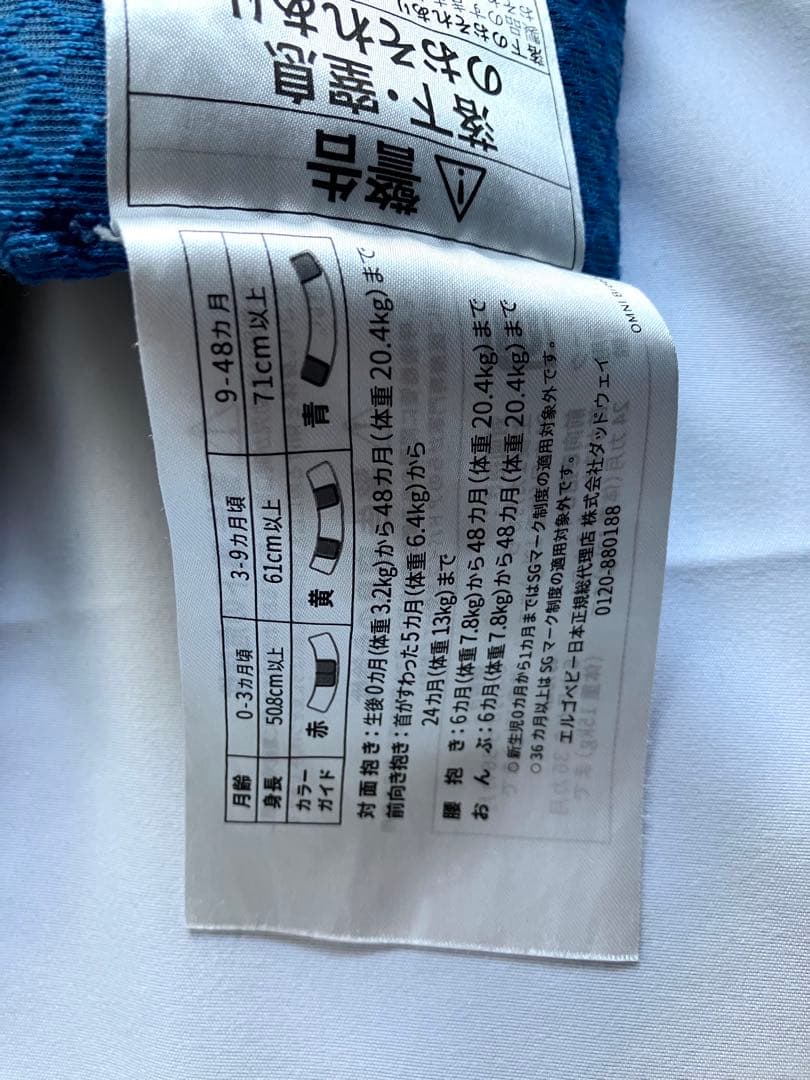 警告
落下・窒息
のおそれあり
落下のおそれあり
月齢 0-3カ月頃 3-9カ月頃 9-48カ月
身長 50.8cm以上 61cm以上 71cm以上
カラー
ガイド 赤 黄 青
対面抱き:生後0カ月(体重3.2kg)から48カ月(体重20.4kg)まで
前向き抱き:首がすわった5カ月(体重6.4kg)から
24カ月(体重13kg)まで
腰抱き:6カ月(体重7.8kg)から48カ月(体重20.4kg)まで
おんぶ:6カ月(体重7.8kg)から48カ月(体重20.4kg)まで
○新生児0カ月から1カ月まではSGマーク制度の適用対象外です。
○36カ月以上はSGマーク制度の適用対象外です。
エルゴベビー日本正規総代理店 株式会社ダッドウェイ
0120-880188
OMNI